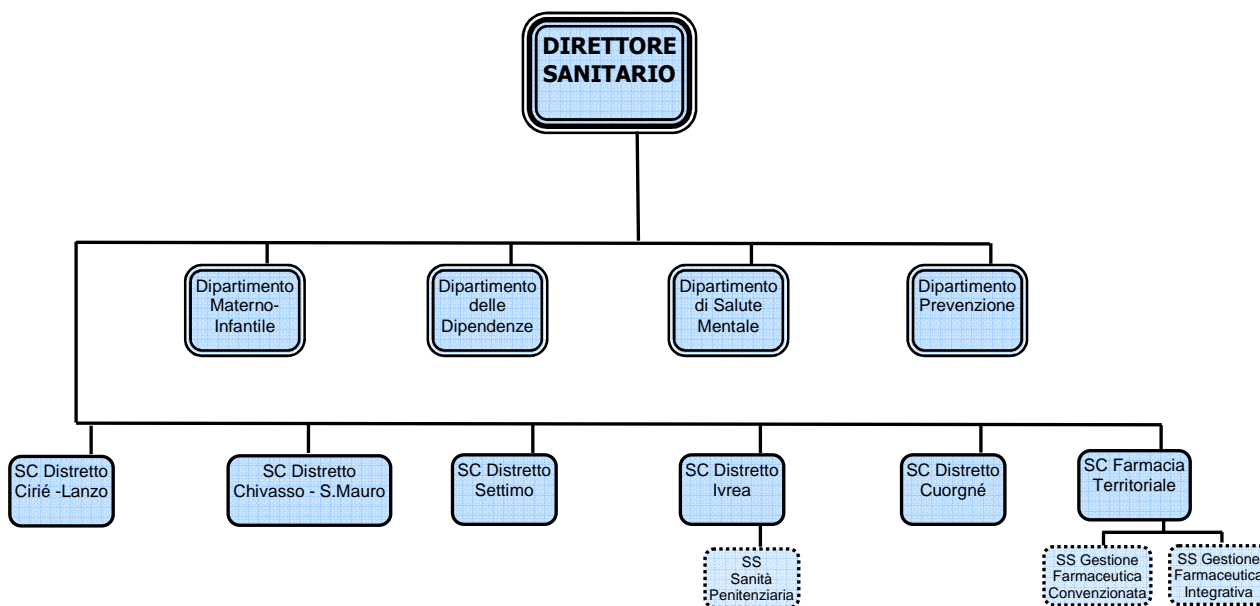 DIRETTORE
SANITARIO
Dipartimento
Materno-
Infantile
Dipartimento
delle
Dipendenze
Dipartimento
di Salute
Mentale
Dipartimento
Prevenzione
SC Distretto
Cirié -Lanzo
SC Distretto
Chivasso - S.Mauro
SC Distretto
Settimo
SC Distretto
Ivrea
SC Distretto
Cuorgné
SC Farmacia
Territoriale
SS
Sanità
Penitenziaria
SS Gestione
Farmaceutica
Convenzionata
SS Gestione
Farmaceutica
Integrativa